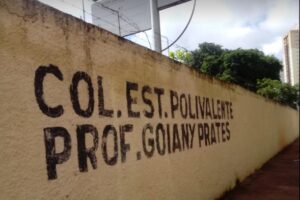 COL. EST. POLIVALENTE
PROF. GOIANY PRATES